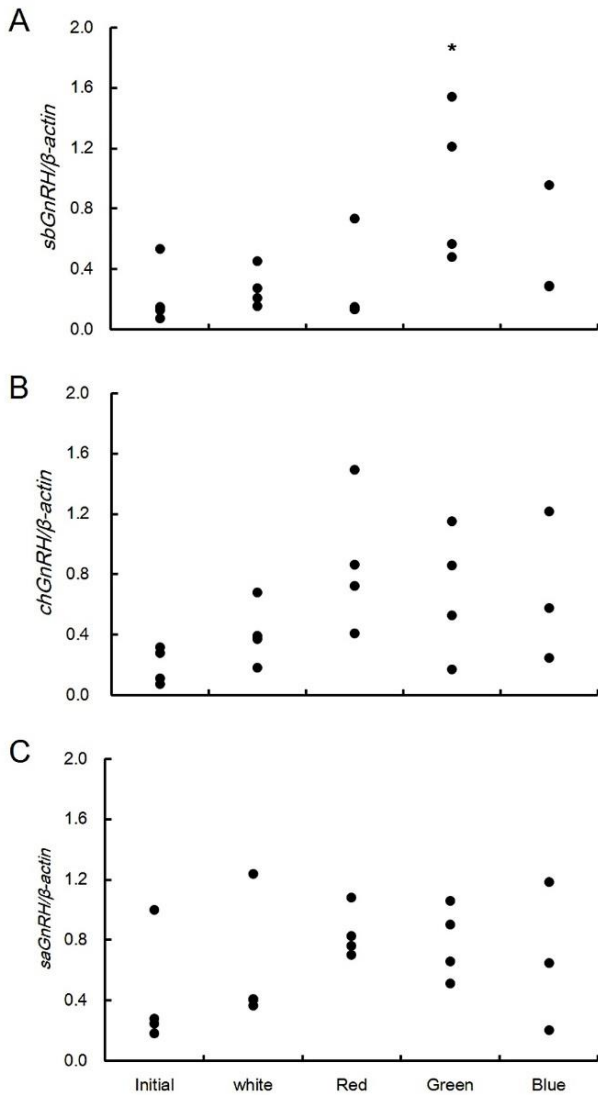 A
2.0
*
1.6
1.2
0.8
0.4
0.0
sbGnRH/β-actin
B
2.0
1.6
1.2
0.8
0.4
0.0
chGnRH/β-actin
C
2.0
1.6
1.2
0.8
0.4
0.0
saGnRH/β-actin
Initial white Red Green Blue